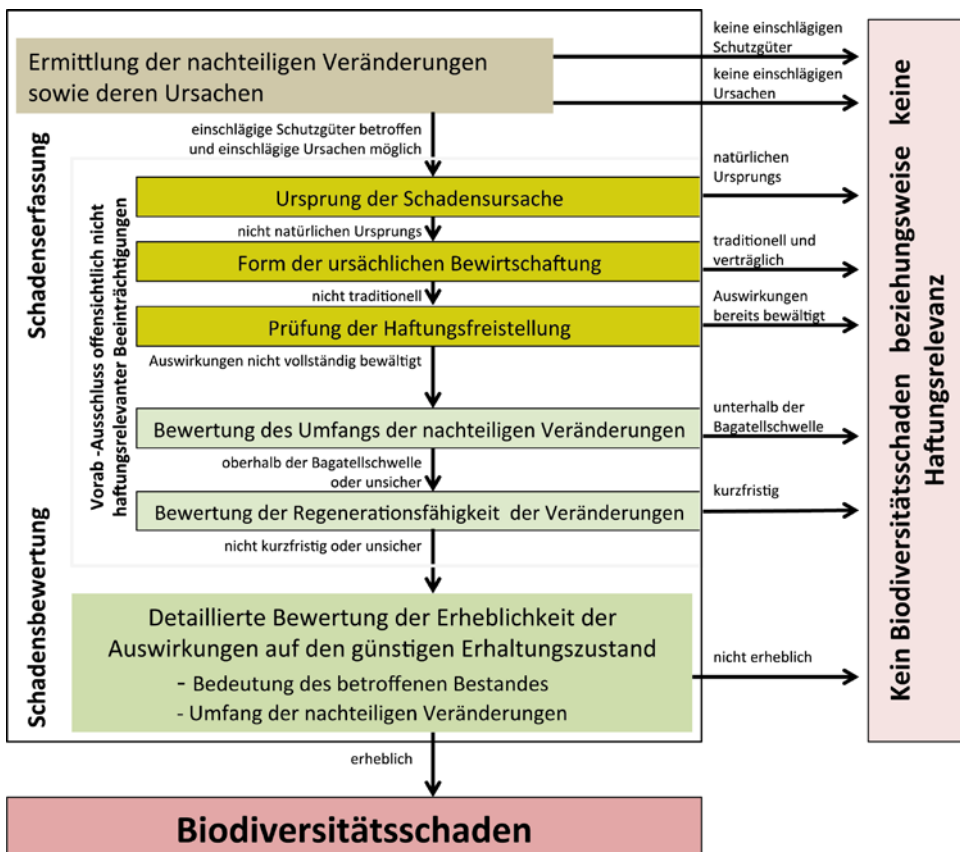 keine einschlägigen
Schutzgüter
Ermittlung der nachteiligen Veränderungen
sowie deren Ursachen
keine einschlägigen
Ursachen
einschlägige Schutzgüter betroffen
und einschlägige Ursachen möglich
Schadenserfassung
Vorab -Ausschluss offensichtlich nicht
haftungsrelevanter Beeinträchtigungen
Ursprung der Schadensursache
natürlichen
Ursprungs
nicht natürlichen Ursprungs
Form der ursächlichen Bewirtschaftung
traditionell und
verträglich
nicht traditionell
Prüfung der Haftungsfreistellung
Auswirkungen
bereits bewältigt
Auswirkungen nicht vollständig bewältigt
Bewertung des Umfangs der nachteiligen Veränderungen
unterhalb der
Bagatellschwelle
oberhalb der Bagatellschwelle
oder unsicher
Schadensbewertung
Bewertung der Regenerationsfähigkeit der Veränderungen
kurzfristig
nicht kurzfristig oder unsicher
Detaillierte Bewertung der Erheblichkeit der
Auswirkungen auf den günstigen Erhaltungszustand
- Bedeutung des betroffenen Bestandes
- Umfang der nachteiligen Veränderungen
nicht erheblich
erheblich
Biodiversitätsschaden
Kein Biodiversitätsschaden beziehungsweise keine
Haftungsrelevanz